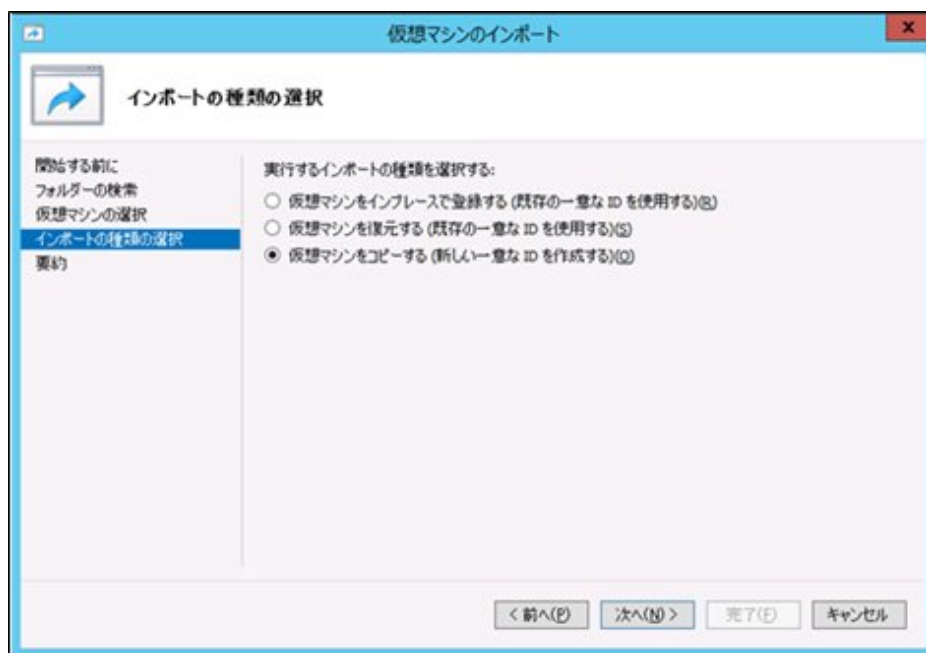 仮想マシンのインポート
インポートの種類の選択
開始する前に
フォルダーの検索
仮想マシンの選択
インポートの種類の選択
要約
実行するインポートの種類を選択する:
仮想マシンをインプレースで登録する (既存の一意な ID を使用する)(R)
仮想マシンを復元する (既存の一意な ID を使用する)(S)
仮想マシンをコピーする (新しい一意な ID を作成する)(O)
< 前へ(P)
次へ(N) >
完了(F)
キャンセル